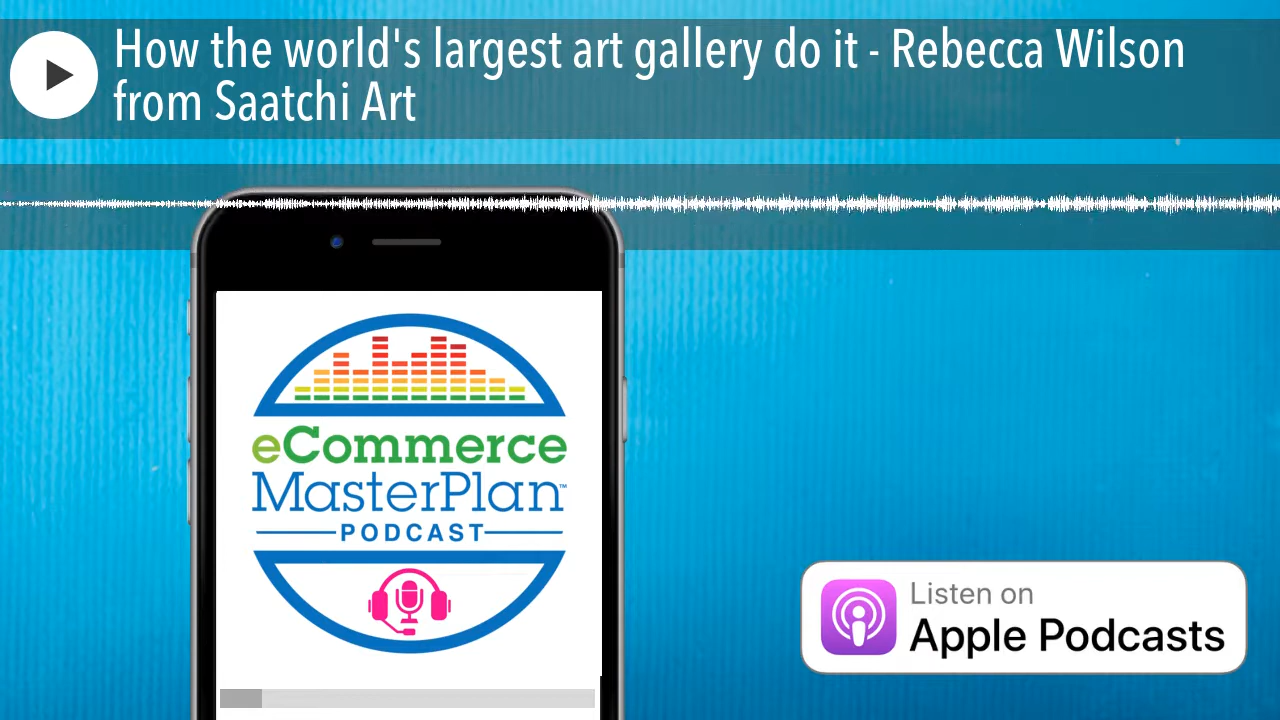 How the world's largest art gallery do it - Rebecca Wilson
from Saatchi Art
eCommerce
MasterPlan™
PODCAST
Listen on
Apple Podcasts